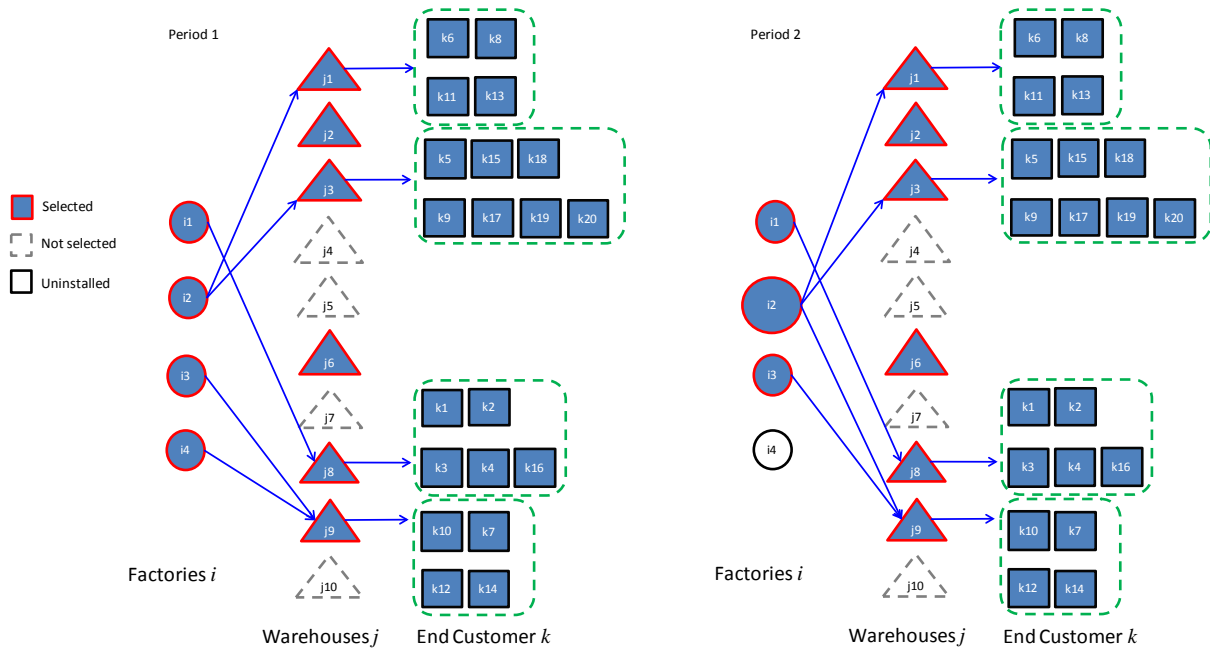 Period 1
k6 k8
j1
k11 k13
j2
k5 k15 k18
j3
k9 k17 k19 k20
Selected
Not selected
Uninstalled
i1
i2
i3
i4
j4
j5
j6
j7
k1 k2
j8
k3 k4 k16
j9
k10 k7
k12 k14
j10
Factories i
Warehouses j
End Customer k
Period 2
k6 k8
j1
k11 k13
j2
k5 k15 k18
j3
k9 k17 k19 k20
i1
i2
i3
i4
j4
j5
j6
j7
k1 k2
j8
k3 k4 k16
j9
k10 k7
k12 k14
j10
Factories i
Warehouses j
End Customer k